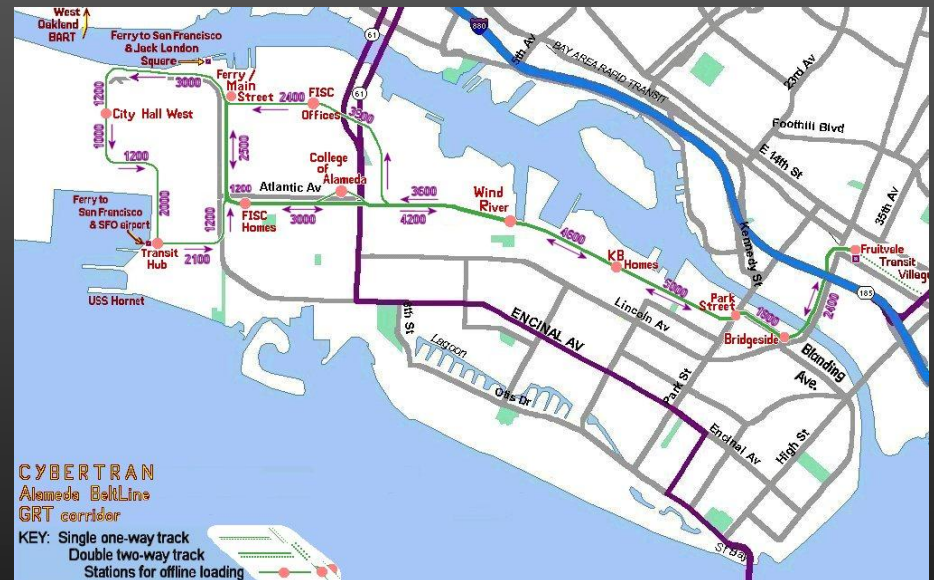 West
Oakland
BART
Ferry to San Francisco
& Jack London
Square
880
5th Av
BAY AREA RAPID TRANSIT
23rd Av
61
61
3000
Ferry /
Main
Street
2400
FISC
Offices
3300
1200
City Hall West
1000
1200
2500
Foothill Blvd
E 14th St
College
of
Alameda
Atlantic Av
1200
FISC
Homes
3000
3600
4200
Wind
River
35th Av
2000
1200
Ferry to
San Francisco
& SFO airport
Transit
Hub
2100
USS Hornet
4600
KB
Homes
5000
Kennedy St
Fruitvale
Transit
Village
185
2400
Park
Street
1800
Bridgeside
Lincoln Av
Blanding
Ave.
8th St
ENCINAL AV
Lagoon
Otis Dr
Park St
Encinal Av
High St
CYBERTRAN
Alameda BeltLine
GRT corridor
KEY: Single one-way track
Double two-way track
Stations for offline loading